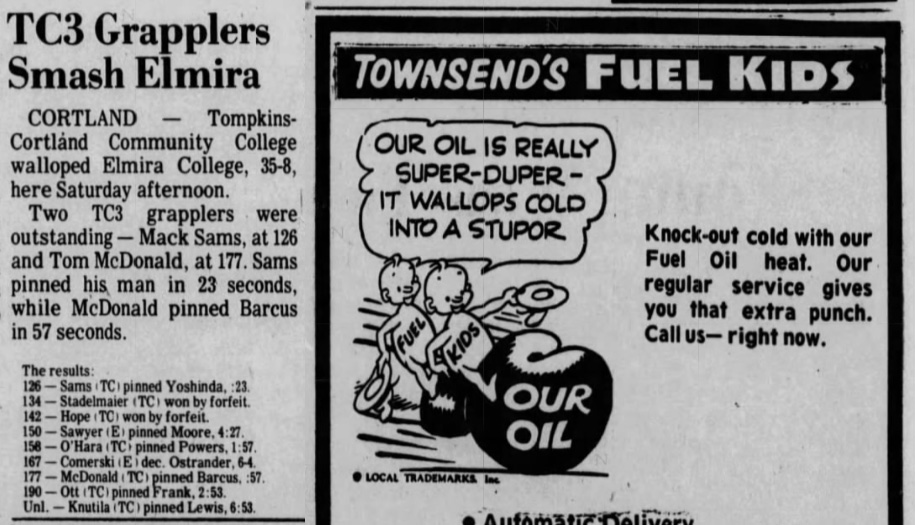 TC3 Grapplers
Smash Elmira
CORTLAND — Tompkins-
Cortland Community College
walloped Elmira College, 35-8,
here Saturday afternoon.
Two TC3 grapplers were
outstanding — Mack Sams, at 126
and Tom McDonald, at 177. Sams
pinned his man in 23 seconds,
while McDonald pinned Barcus
in 57 seconds.
The results:
126 — Sams (TC) pinned Yoshinda, :23.
134 — Stadelmaier (TC) won by forfeit.
142 — Hope (TC) won by forfeit.
150 — Sawyer (E) pinned Moore, 4:27.
158 — O'Hara (TC) pinned Powers, 1:57.
167 — Comerski (E) dec. Ostrander, 6-4.
177 — McDonald (TC) pinned Barcus, :57.
190 — Ott (TC) pinned Frank, 2:53.
Unl. — Knutila (TC) pinned Lewis, 6:53.
TOWNSEND'S FUEL KIDS
OUR OIL IS REALLY
SUPER-DUPER -
IT WALLOPS COLD
INTO A STUPOR
FUEL
KIDS
OUR
OIL
● LOCAL TRADEMARKS, Inc.
Knock-out cold with our
Fuel Oil heat. Our
regular service gives
you that extra punch.
Call us— right now.
● Automatic Delivery